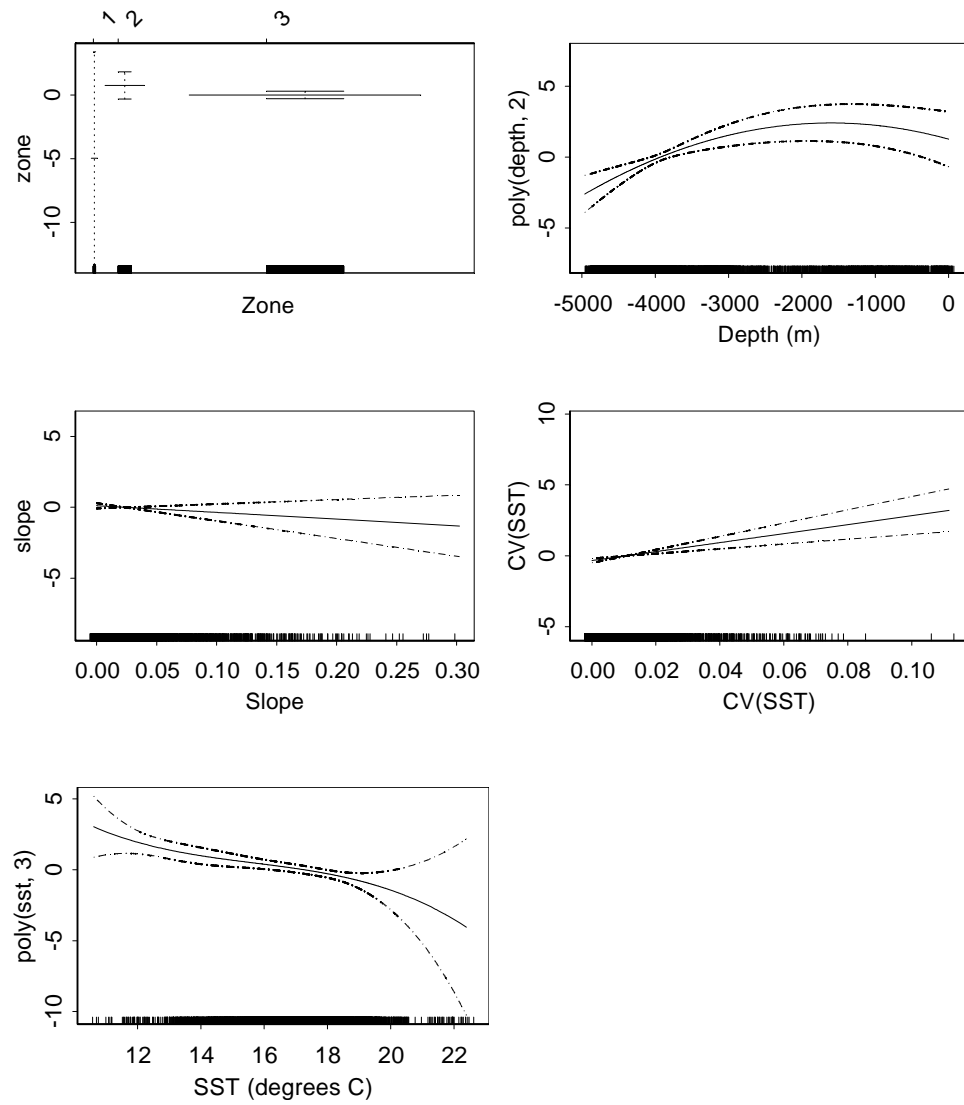 1 2 3
zone
0
-5
-10
Zone
poly(depth, 2)
5
0
-5
-5000 -4000 -3000 -2000 -1000 0
Depth (m)
slope
5
0
-5
0.00 0.05 0.10 0.15 0.20 0.25 0.30
Slope
CV(SST)
10
5
0
-5
0.00 0.02 0.04 0.06 0.08 0.10
CV(SST)
poly(sst, 3)
5
0
-5
-10
12 14 16 18 20 22
SST (degrees C)